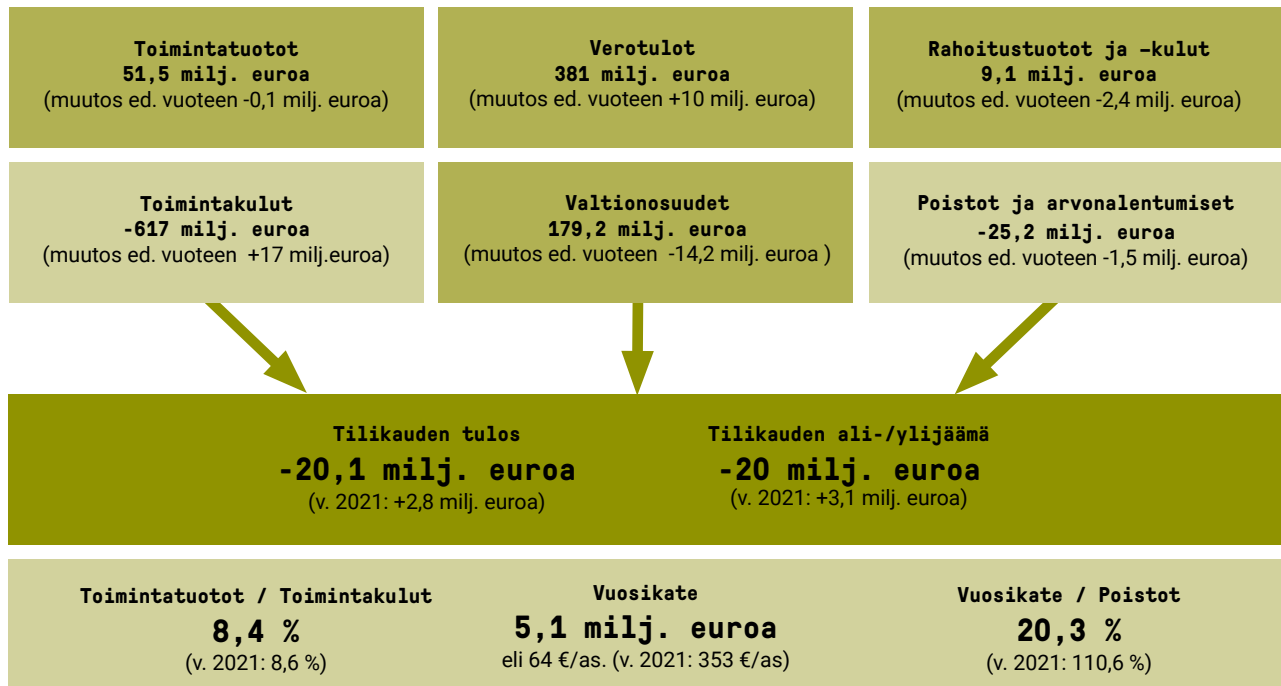 Toimintatuotot
51,5 milj. euroa
(muutos ed. vuoteen -0,1 milj. euroa)
Verotulot
381 milj. euroa
(muutos ed. vuoteen +10 milj. euroa)
Rahoitustuotot ja –kulut
9,1 milj. euroa
(muutos ed. vuoteen -2,4 milj. euroa)
Toimintakulut
-617 milj. euroa
(muutos ed. vuoteen +17 milj.euroa)
Valtionosuudet
179,2 milj. euroa
(muutos ed. vuoteen -14,2 milj. euroa )
Poistot ja arvonalentumiset
-25,2 milj. euroa
(muutos ed. vuoteen -1,5 milj. euroa)
Tilikauden tulos
-20,1 milj. euroa
(v. 2021: +2,8 milj. euroa)
Tilikauden ali-/ylijäämä
-20 milj. euroa
(v. 2021: +3,1 milj. euroa)
Toimintatuotot / Toimintakulut
8,4 %
(v. 2021: 8,6 %)
Vuosikate
5,1 milj. euroa
eli 64 €/as. (v. 2021: 353 €/as)
Vuosikate / Poistot
20,3 %
(v. 2021: 110,6 %)